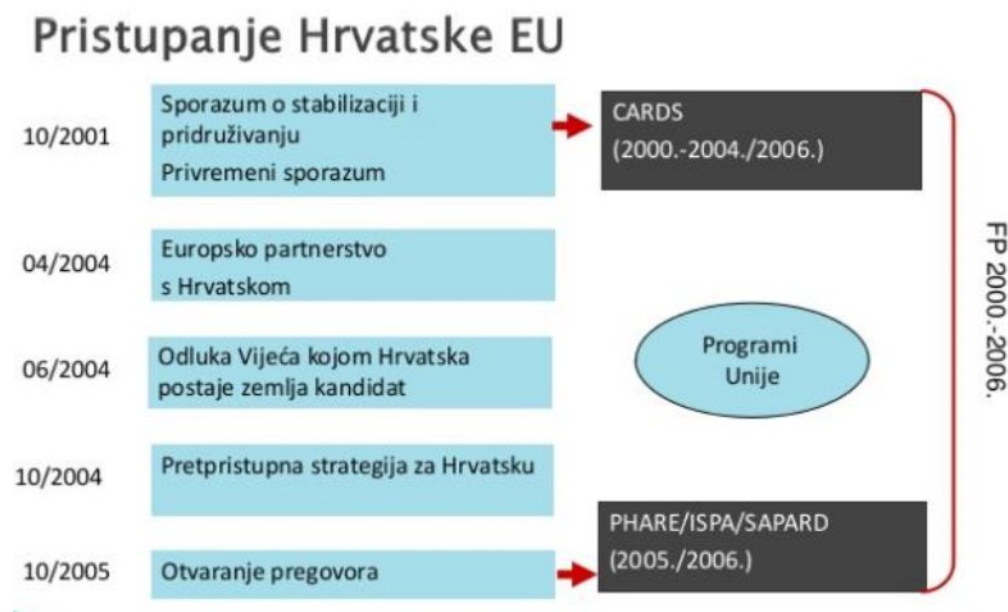 Pristupanje Hrvatske EU
10/2001
Sporazum o stabilizaciji i
pridruživanju
Privremeni sporazum
CARDS
(2000.-2004./2006.)
04/2004
Europsko partnerstvo
s Hrvatskom
06/2004
Odluka Vijeća kojom Hrvatska
postaje zemlja kandidat
Programi
Unije
10/2004
Pretpristupna strategija za Hrvatsku
10/2005
Otvaranje pregovora
PHARE/ISPA/SAPARD
(2005./2006.)
FP 2000.-2006.